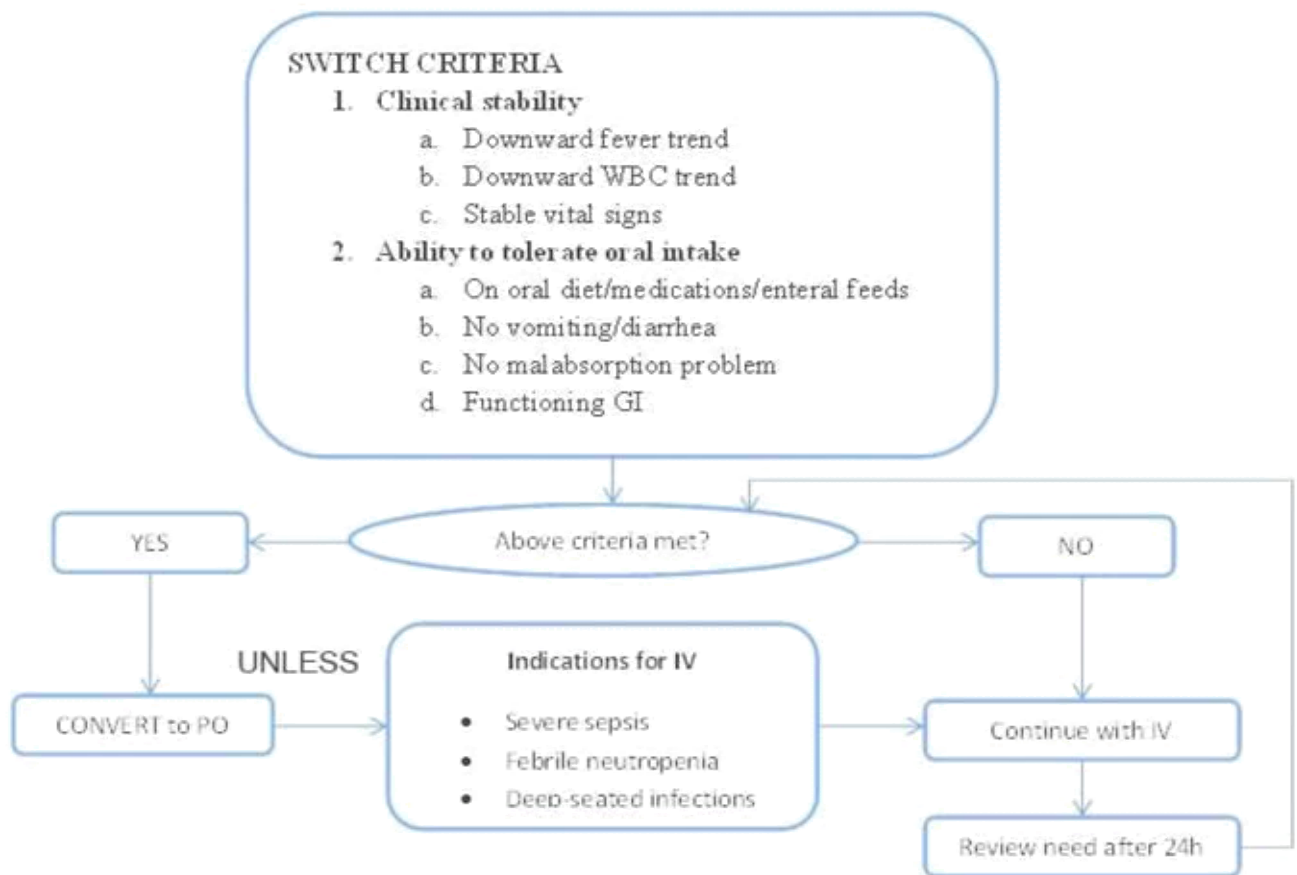 SWITCH CRITERIA
1. Clinical stability
a. Downward fever trend
b. Downward WBC trend
c. Stable vital signs
2. Ability to tolerate oral intake
a. On oral diet/medications/enteral feeds
b. No vomiting/diarrhea
c. No malabsorption problem
d. Functioning GI
YES
Above criteria met?
NO
UNLESS
Indications for IV
CONVERT to PO
• Severe sepsis
• Febrile neutropenia
• Deep-seated infections
Continue with IV
Review need after 24h